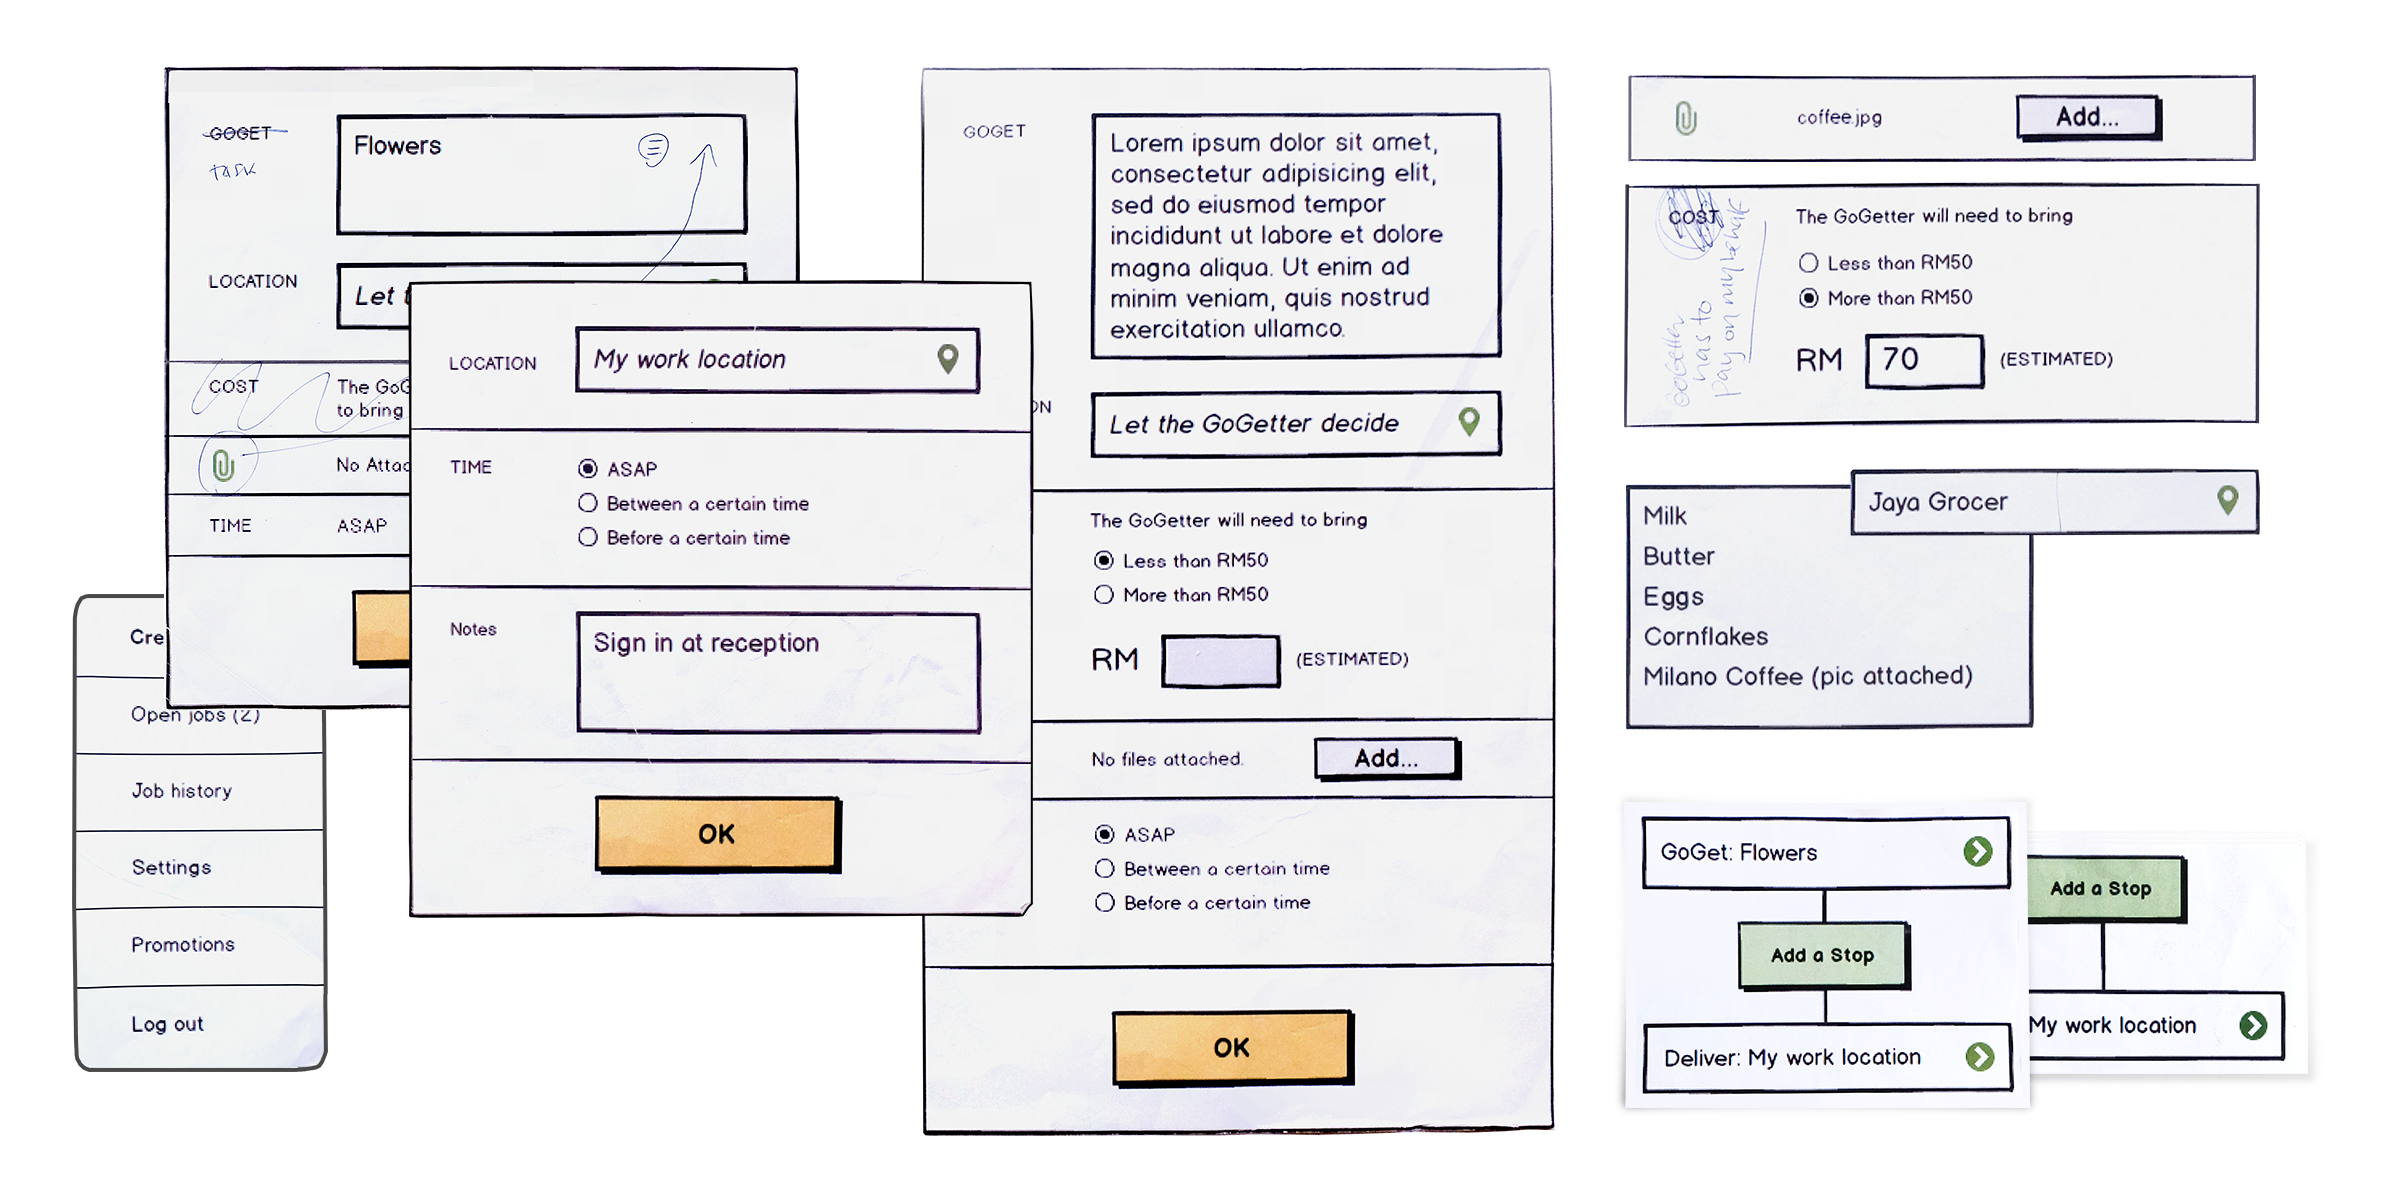 GOGET
TASK
Flowers
LOCATION
Let t
COST
The GoG
to bring
No Attac
TIME
ASAP
Cre
Open jobs (2)
Job history
Settings
Promotions
Log out
LOCATION
My work location
TIME
ASAP
Between a certain time
Before a certain time
Notes
Sign in at reception
OK
GOGET
Lorem ipsum dolor sit amet,
consectetur adipisicing elit,
sed do eiusmod tempor
incididunt ut labore et dolore
magna aliqua. Ut enim ad
minim veniam, quis nostrud
exercitation ullamco.
ON
Let the GoGetter decide
The GoGetter will need to bring
Less than RM50
More than RM50
RM
(ESTIMATED)
No files attached.
Add...
ASAP
Between a certain time
Before a certain time
OK
coffee.jpg
Add...
COST
GoGetter
has to
pay on my behalf
The GoGetter will need to bring
Less than RM50
More than RM50
RM 70 (ESTIMATED)
Jaya Grocer
Milk
Butter
Eggs
Cornflakes
Milano Coffee (pic attached)
GoGet: Flowers
Add a Stop
Deliver: My work location
Add a Stop
My work location